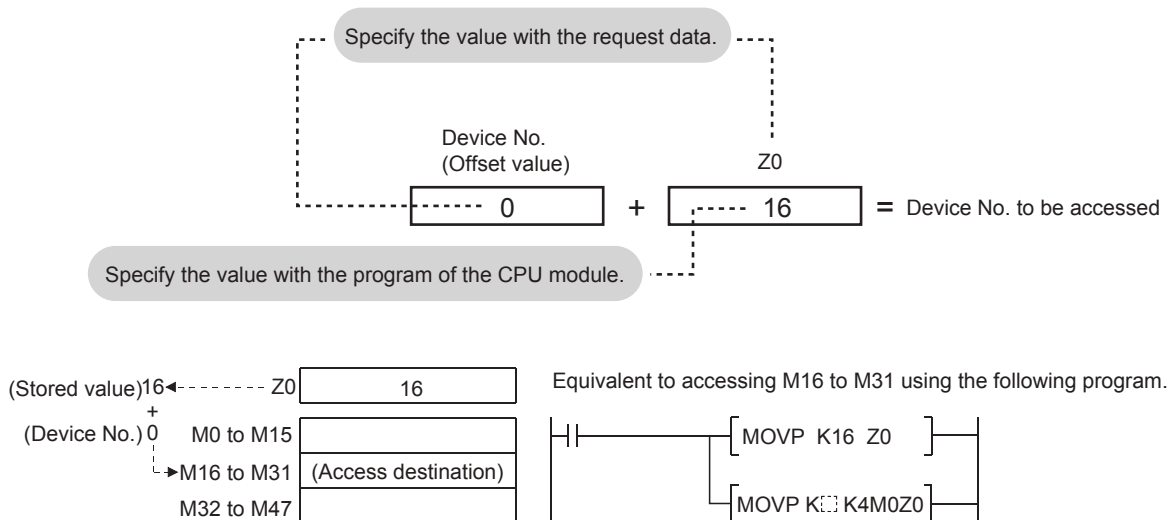 Specify the value with the request data.
Device No.
(Offset value)
Z0
0 + 16 = Device No. to be accessed
Specify the value with the program of the CPU module.
(Stored value) 16 Z0 16
+
(Device No.) 0
M0 to M15
M16 to M31 (Access destination)
M32 to M47
Equivalent to accessing M16 to M31 using the following program.
MOVP K16 Z0
MOVP K K4M0Z0